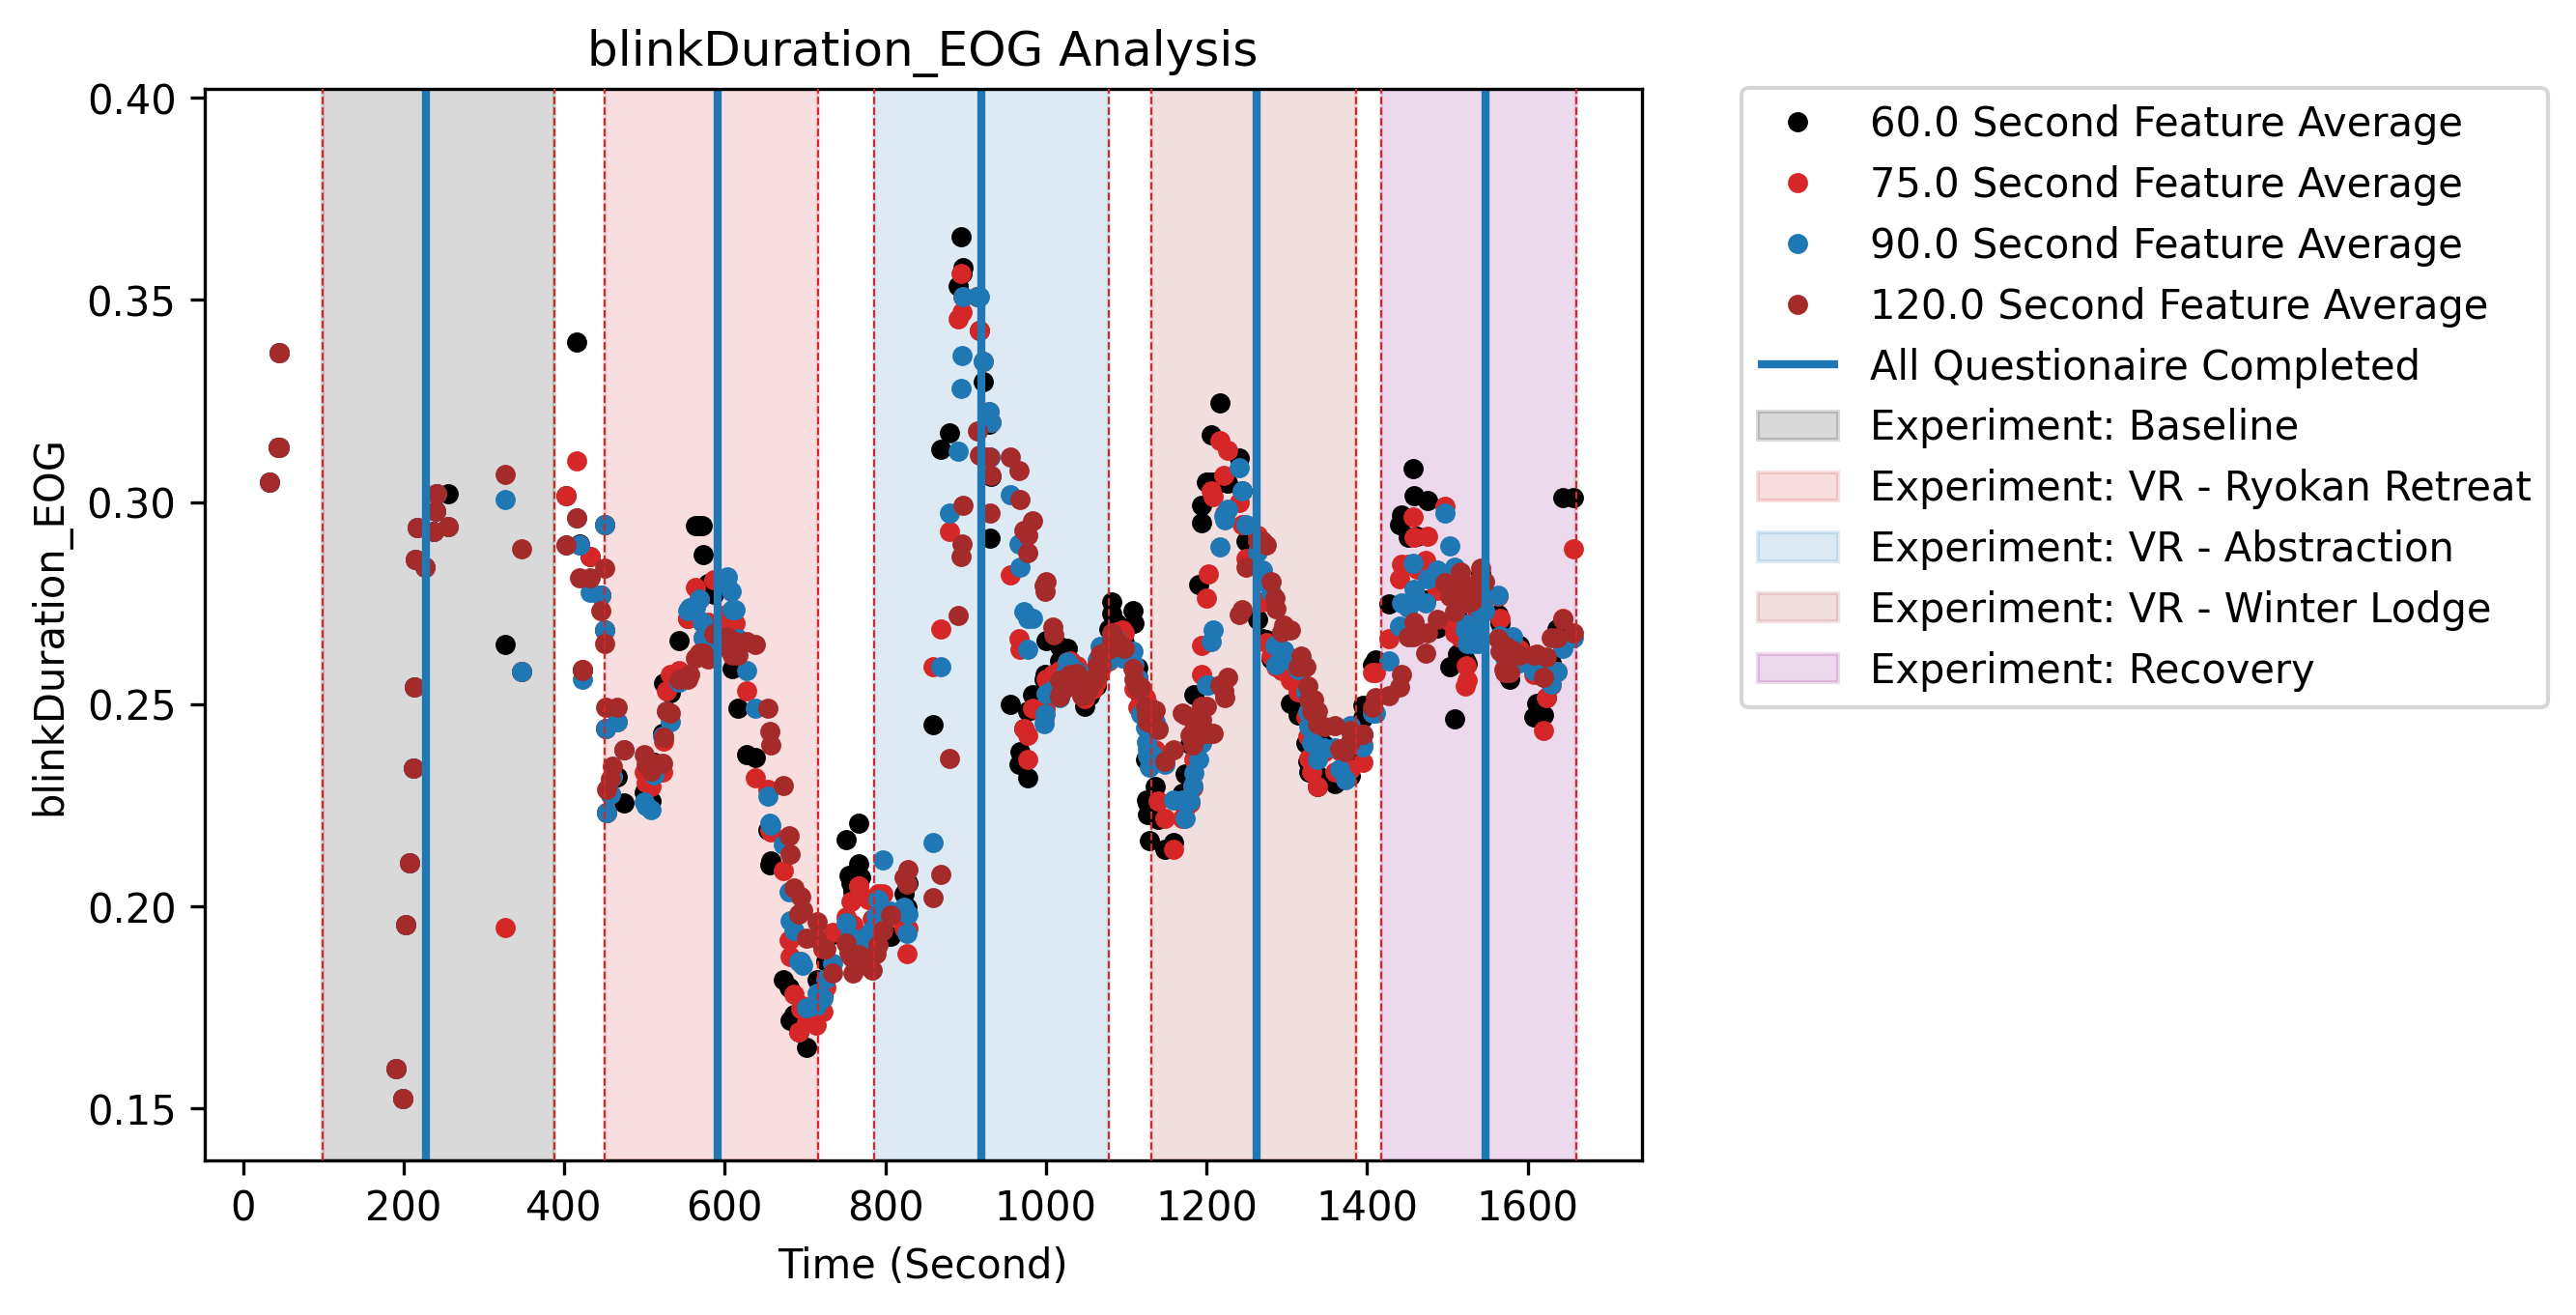 blinkDuration_EOG Analysis
0.40
0.35
0.30
0.25
0.20
0.15
blinkDuration_EOG
0 200 400 600 800 1000 1200 1400 1600
Time (Second)
60.0 Second Feature Average
75.0 Second Feature Average
90.0 Second Feature Average
120.0 Second Feature Average
All Questionaire Completed
Experiment: Baseline
Experiment: VR - Ryokan Retreat
Experiment: VR - Abstraction
Experiment: VR - Winter Lodge
Experiment: Recovery